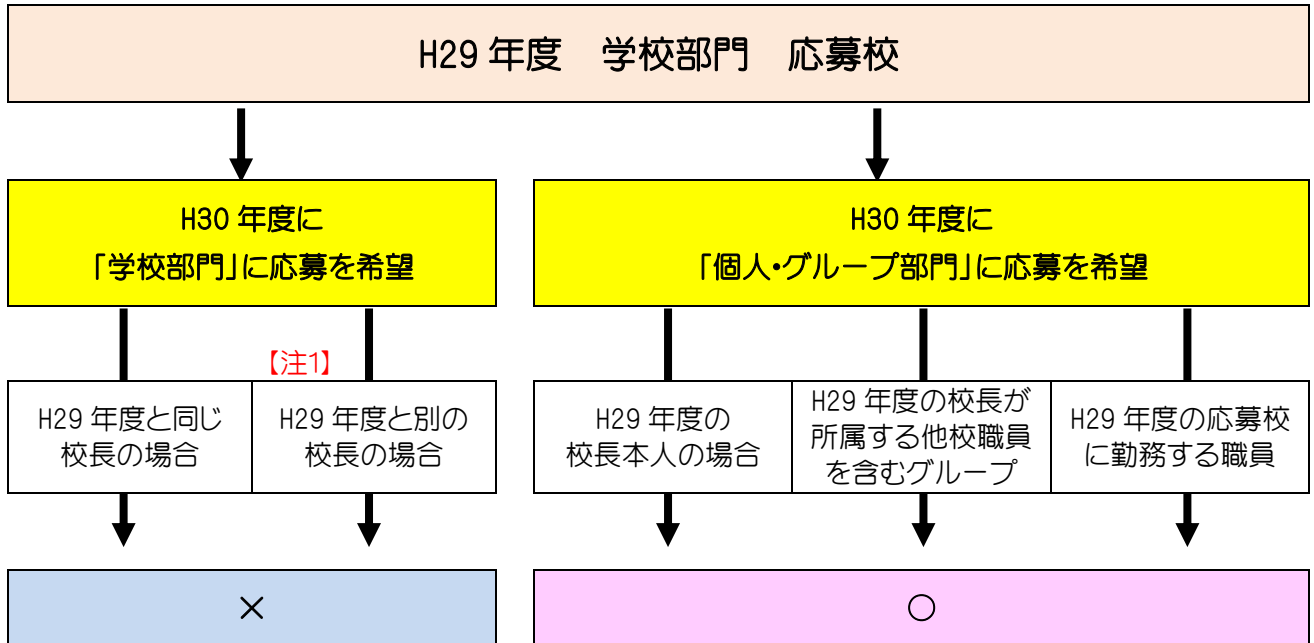 H29 年度　学校部門　応募校
H30 年度に
「学校部門」に応募を希望
H30 年度に
「個人・グループ部門」に応募を希望
【注1】
H29 年度と同じ
校長の場合
H29 年度と別の
校長の場合
H29 年度の
校長本人の場合
H29 年度の校長が
所属する他校職員
を含むグループ
H29 年度の応募校
に勤務する職員
×
○